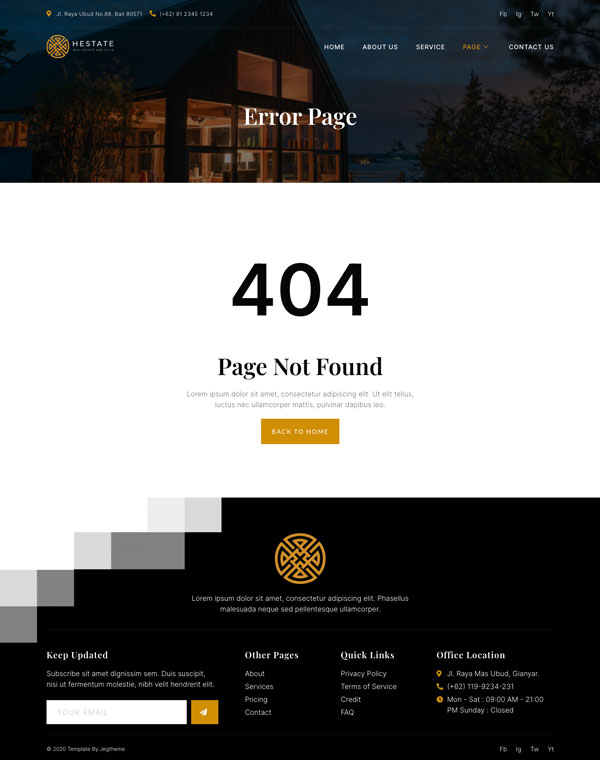 Jl. Raya Ubud No.88, Bali 80571 (+62) 81 2345 1234
Fb Ig Tw Yt
HESTATE
REAL ESTATE AND VILLA
HOME ABOUT US SERVICE PAGE CONTACT US
Error Page
404
Page Not Found
Lorem ipsum dolor sit amet, consectetur adipiscing elit. Ut elit tellus,
luctus nec ullamcorper mattis, pulvinar dapibus leo.
BACK TO HOME
Lorem ipsum dolor sit amet, consectetur adipiscing elit. Phasellus
malesuada neque sed pellentesque ullamcorper.
Keep Updated
Subscribe sit amet dignissim sem. Duis suscipit,
nisi ut fermentum molestie, nibh velit hendrerit elit.
YOUR EMAIL
Other Pages
About
Services
Pricing
Contact
Quick Links
Privacy Policy
Terms of Service
Credit
FAQ
Office Location
Jl. Raya Mas Ubud, Gianyar.
(+62) 119-9234-231
Mon - Sat : 09:00 AM - 21:00
PM Sunday : Closed
© 2020 Template By Jegtheme
Fb Ig Tw Yt